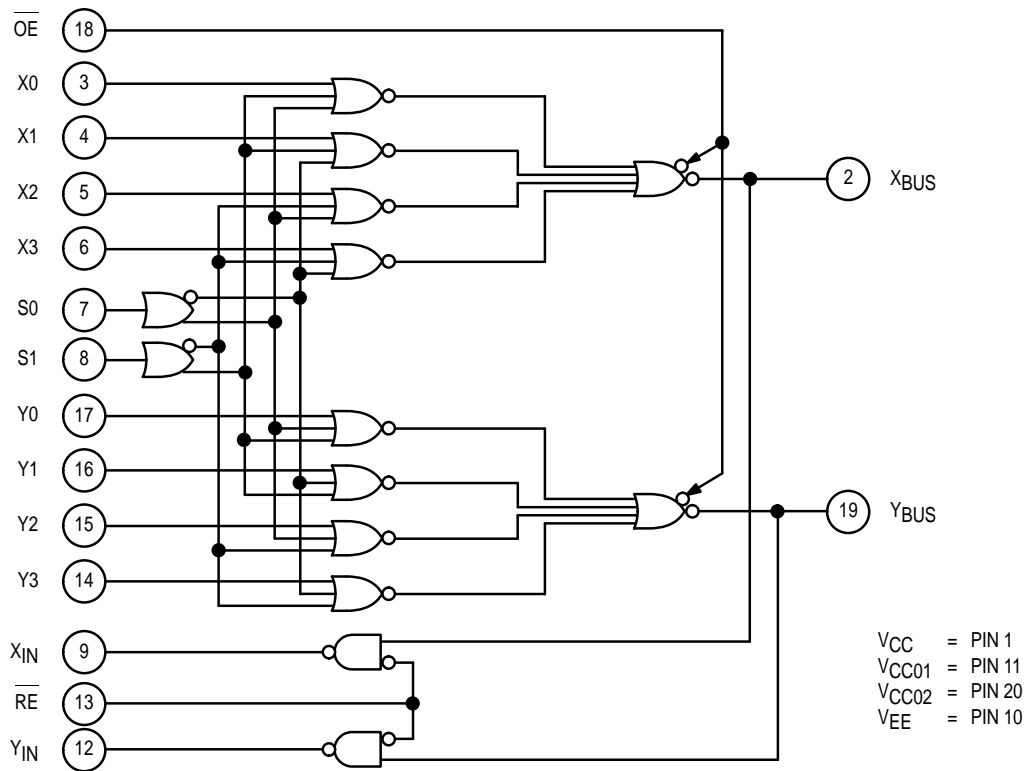 OE 18
X0 3
X1 4
X2 5
X3 6
S0 7
S1 8
Y0 17
Y1 16
Y2 15
Y3 14
XIN 9
RE 13
YIN 12
2 XBUS
19 YBUS
VCC = PIN 1
VCC01 = PIN 11
VCC02 = PIN 20
VEE = PIN 10